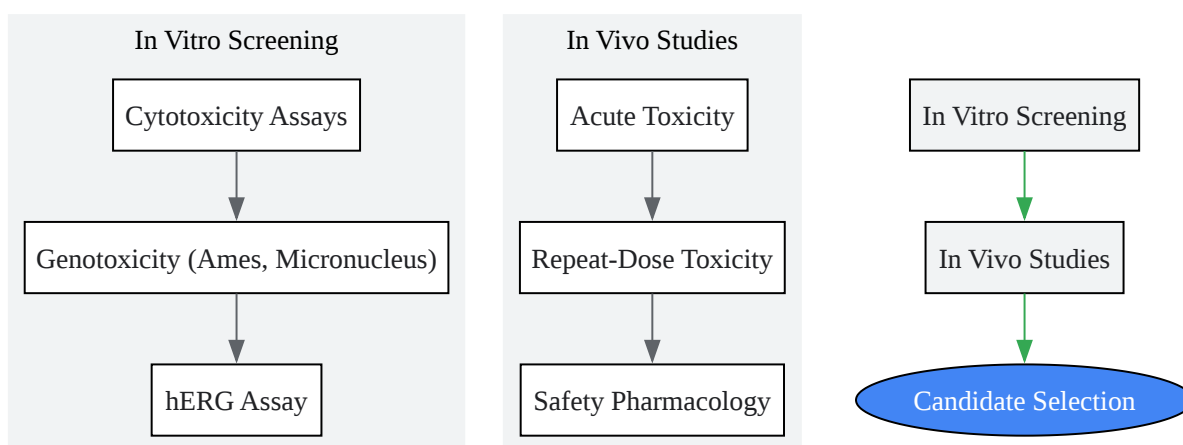 In Vitro Screening
Cytotoxicity Assays
Genotoxicity (Ames, Micronucleus)
hERG Assay
In Vivo Studies
Acute Toxicity
Repeat-Dose Toxicity
Safety Pharmacology
In Vitro Screening
In Vivo Studies
Candidate Selection